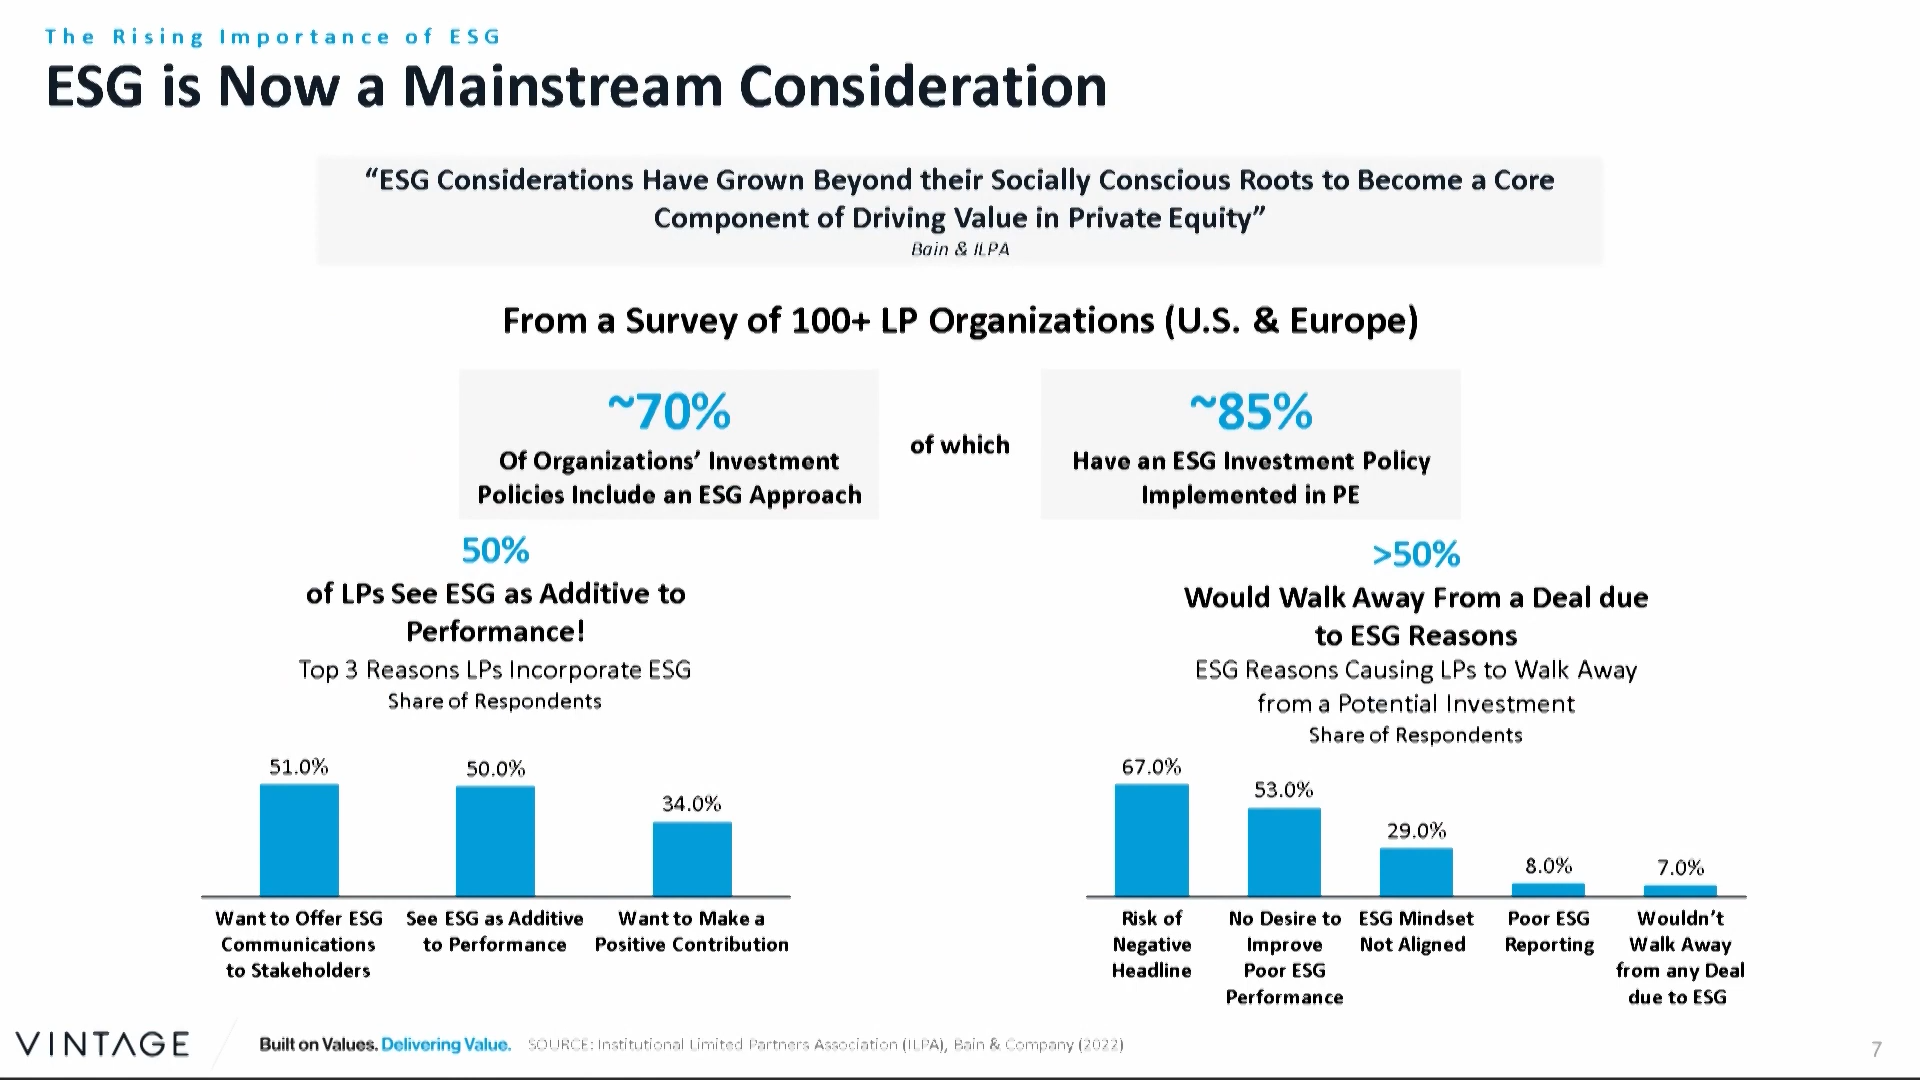 The Rising Importance of ESG
ESG is Now a Mainstream Consideration
“ESG Considerations Have Grown Beyond their Socially Conscious Roots to Become a Core
Component of Driving Value in Private Equity”
Bain & ILPA
From a Survey of 100+ LP Organizations (U.S. & Europe)
~70%
Of Organizations’ Investment
Policies Include an ESG Approach
of which
~85%
Have an ESG Investment Policy
Implemented in PE
50%
of LPs See ESG as Additive to
Performance!
Top 3 Reasons LPs Incorporate ESG
Share of Respondents
51.0%
50.0%
34.0%
Want to Offer ESG
Communications
to Stakeholders
See ESG as Additive
to Performance
Want to Make a
Positive Contribution
>50%
Would Walk Away From a Deal due
to ESG Reasons
ESG Reasons Causing LPs to Walk Away
from a Potential Investment
Share of Respondents
67.0%
53.0%
29.0%
8.0%
7.0%
Risk of
Negative
Headline
No Desire to
Improve
Poor ESG
Performance
ESG Mindset
Not Aligned
Poor ESG
Reporting
Wouldn’t
Walk Away
from any Deal
due to ESG
VINTAGE
Built on Values. Delivering Value.
SOURCE: Institutional Limited Partners Association (ILPA), Bain & Company (2022)
7